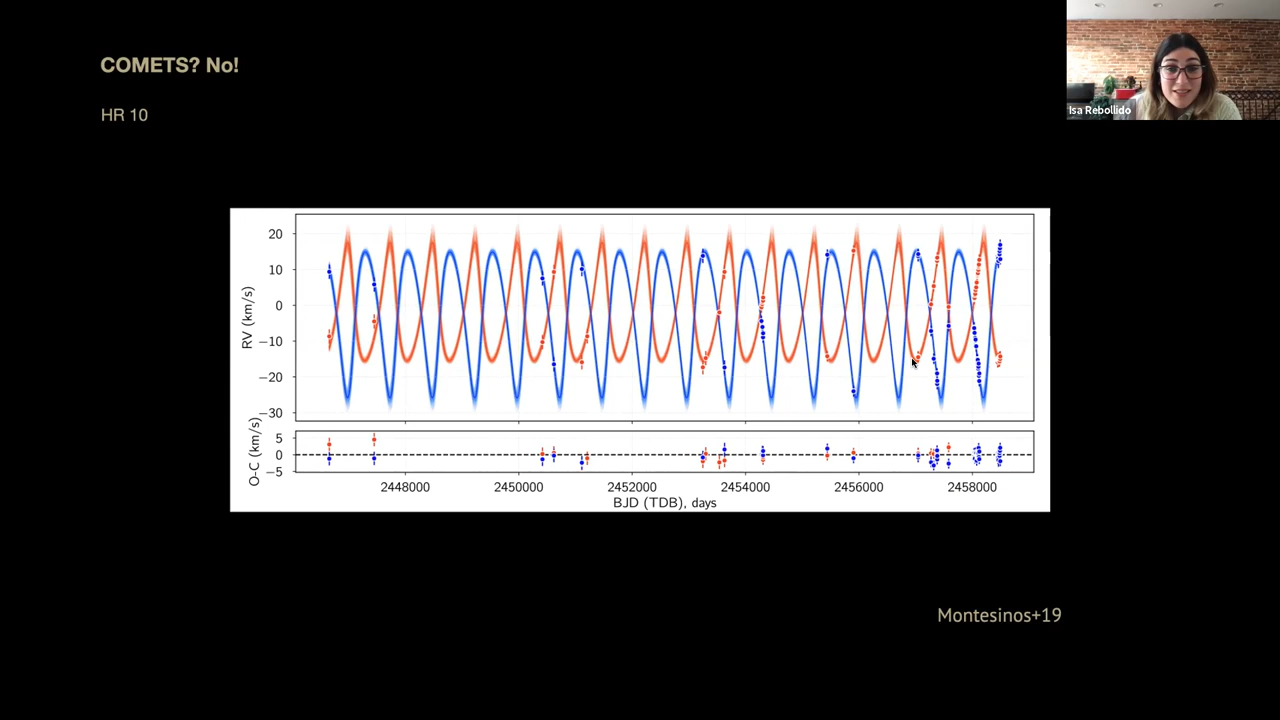 COMETS? No!
HR 10
Isa Rebollido
RV (km/s)
20
10
0
−10
−20
−30
O-C (km/s)
5
0
−5
2448000 2450000 2452000 2454000 2456000 2458000
BJD (TDB), days
Montesinos+19